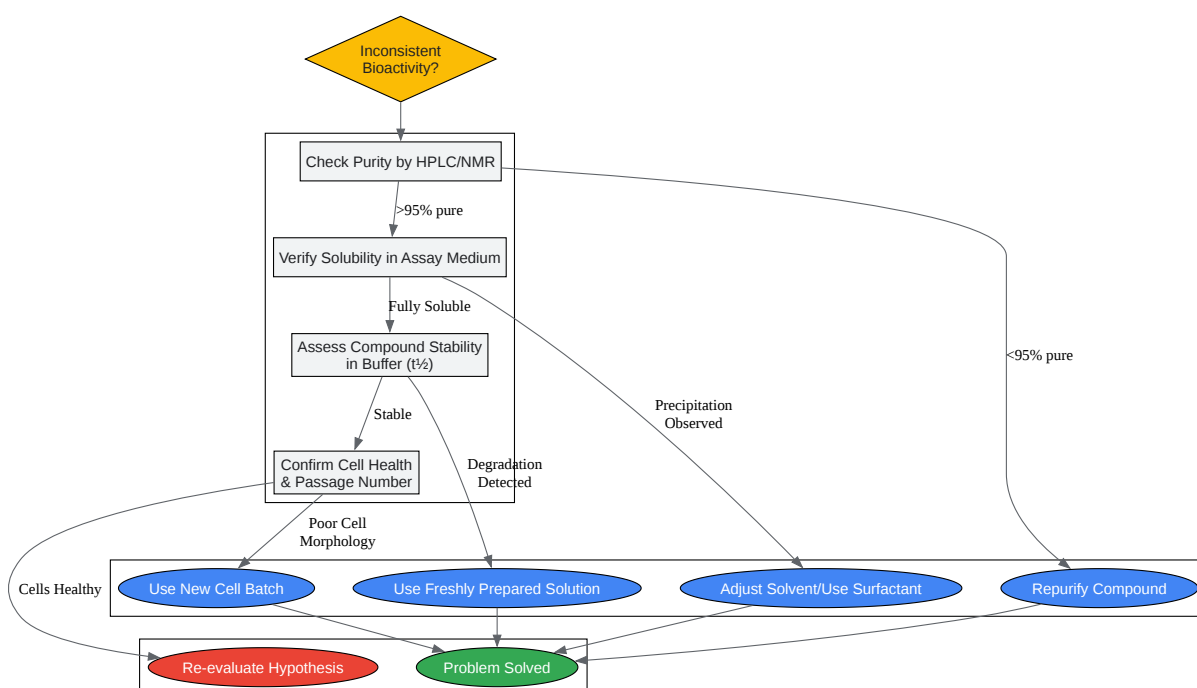 Inconsistent
Bioactivity?
Check Purity by HPLC/NMR
>95% pure
Verify Solubility in Assay Medium
Fully Soluble
Assess Compound Stability
in Buffer (t½)
<95% pure
Stable
Precipitation
Observed
Confirm Cell Health
& Passage Number
Degradation
Detected
Poor Cell
Morphology
Cells Healthy
Use New Cell Batch
Use Freshly Prepared Solution
Adjust Solvent/Use Surfactant
Repurify Compound
Re-evaluate Hypothesis
Problem Solved